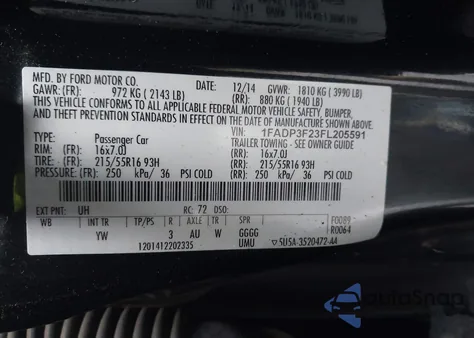 MFD. BY FORD MOTOR CO. DATE: 12/14 GVWR: 1810 KG ( 3990 LB)
GAWR: (FR) 972 KG ( 2143 LB) (RR) 880 KG ( 1940 LB)
THIS VEHICLE CONFORMS TO ALL APPLICABLE FEDERAL MOTOR VEHICLE SAFETY, BUMPER,
AND THEFT PREVENTION STANDARDS IN EFFECT ON THE DATE OF MANUFACTURE SHOWN ABOVE.
VIN: 1FADP3F23FL205591
TYPE: Passenger Car TRAILER TOWING - SEE OWNER GUIDE
RIM: (FR) 16x7.0J (RR) 16x7.0J
TIRE: (FR) 215/55R16 93H (RR) 215/55R16 93H
PRESSURE: (FR) 250 kPa/ 36 PSI COLD (RR) 250 kPa/ 36 PSI COLD
EXT PNT: UH RC: 72 DSO: F0089
WB INT TR TP/PS R AXLE TR SPR R0064
YW 3 AU W GGGG
1201412202335 UMU 5U5A-3520472-AA
AutoSnap